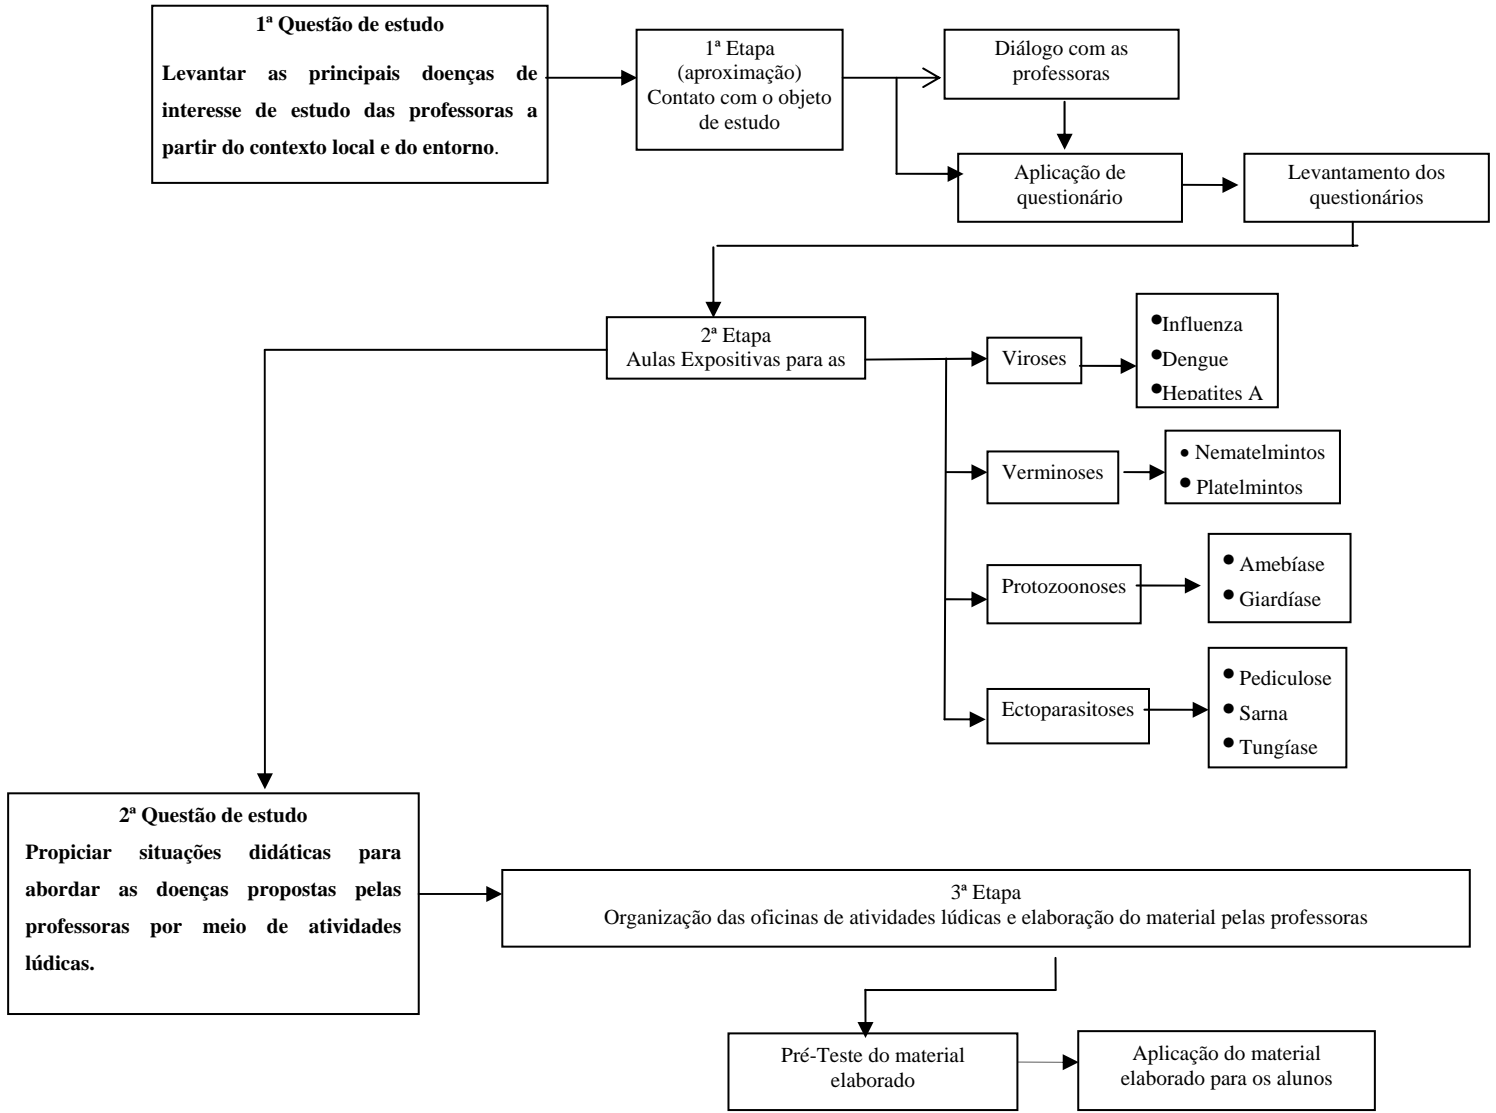 1ª Questão de estudo
Levantar as principais doenças de
interesse de estudo das professoras a
partir do contexto local e do entorno.
1ª Etapa
(aproximação)
Contato com o objeto
de estudo
Diálogo com as
professoras
Aplicação de
questionário
Levantamento dos
questionários
2ª Etapa
Aulas Expositivas para as
Viroses
●Influenza
●Dengue
●Hepatites A
Verminoses
● Nematelmintos
● Platelmintos
Protozoonoses
● Amebíase
● Giardíase
Ectoparasitoses
● Pediculose
● Sarna
● Tungíase
2ª Questão de estudo
Propiciar situações didáticas para
abordar as doenças propostas pelas
professoras por meio de atividades
lúdicas.
3ª Etapa
Organização das oficinas de atividades lúdicas e elaboração do material pelas professoras
Pré-Teste do material
elaborado
Aplicação do material
elaborado para os alunos